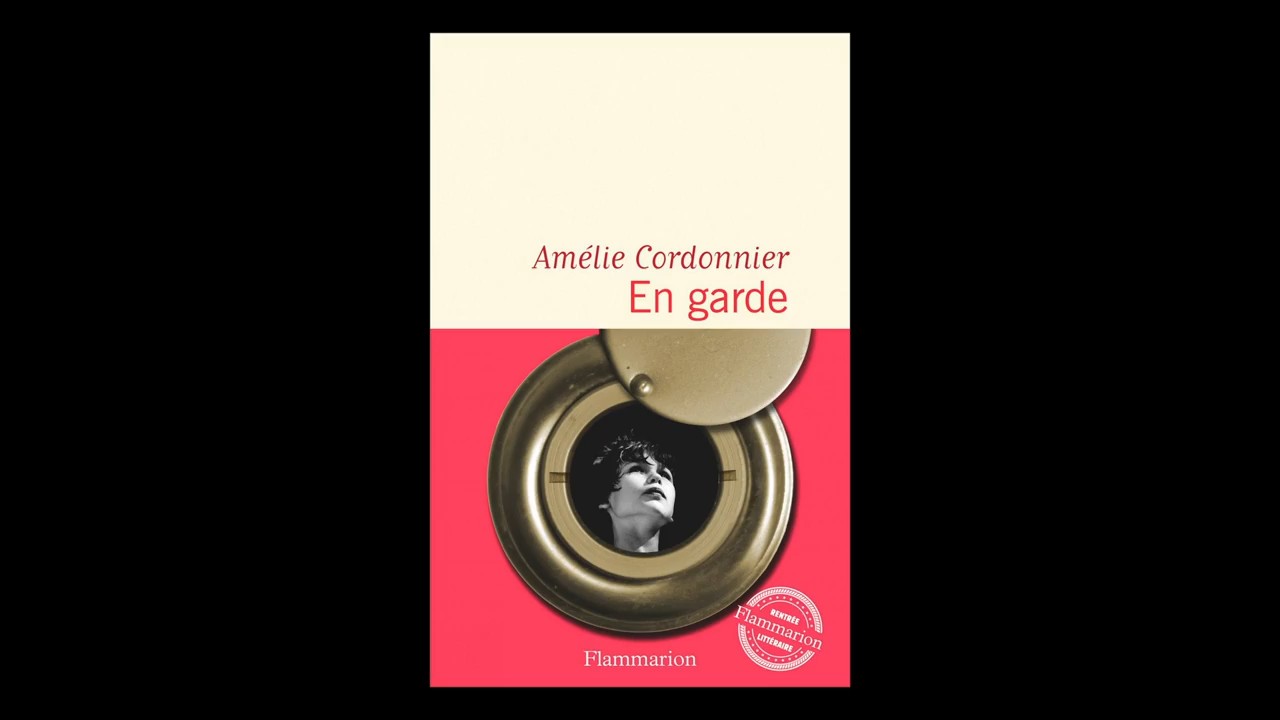 Amélie Cordonnier
En garde
RENTRÉE
Flammarion
LITTÉRAIRE
Flammarion